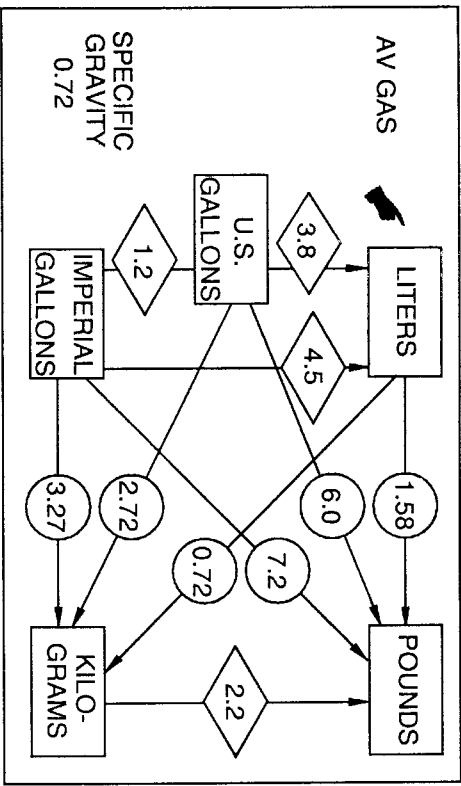 AV GAS
LITERS
1.58
POUNDS
3.8
4.5
6.0
7.2
U.S.
GALLONS
0.72
2.2
SPECIFIC
GRAVITY
0.72
1.2
2.72
IMPERIAL
GALLONS
3.27
KILO-
GRAMS